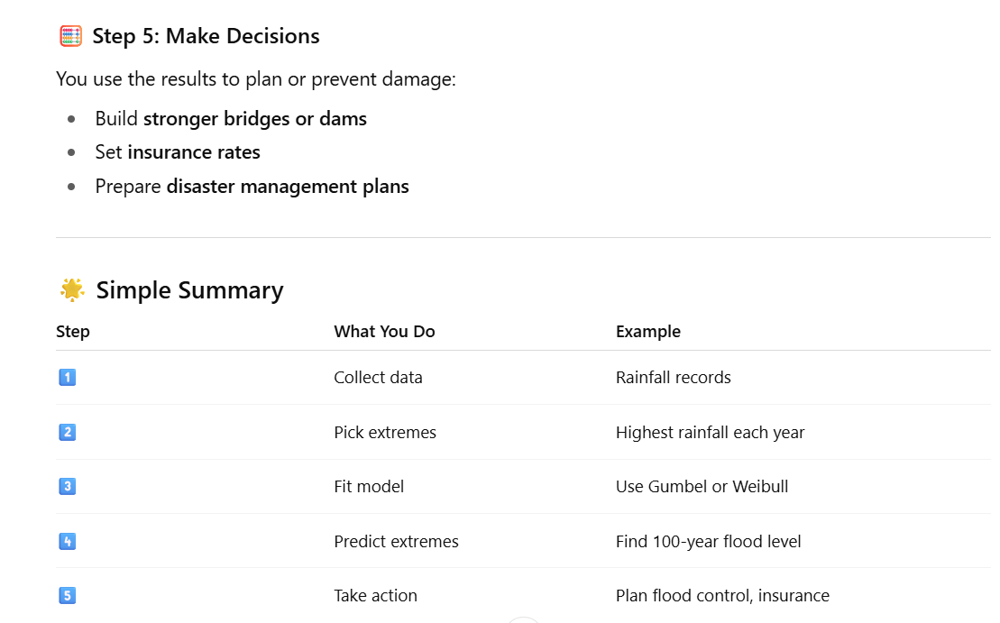 🧮 Step 5: Make Decisions
You use the results to plan or prevent damage:
• Build stronger bridges or dams
• Set insurance rates
• Prepare disaster management plans
🌟 Simple Summary
Step What You Do Example
1️⃣ Collect data Rainfall records
2️⃣ Pick extremes Highest rainfall each year
3️⃣ Fit model Use Gumbel or Weibull
4️⃣ Predict extremes Find 100-year flood level
5️⃣ Take action Plan flood control, insurance